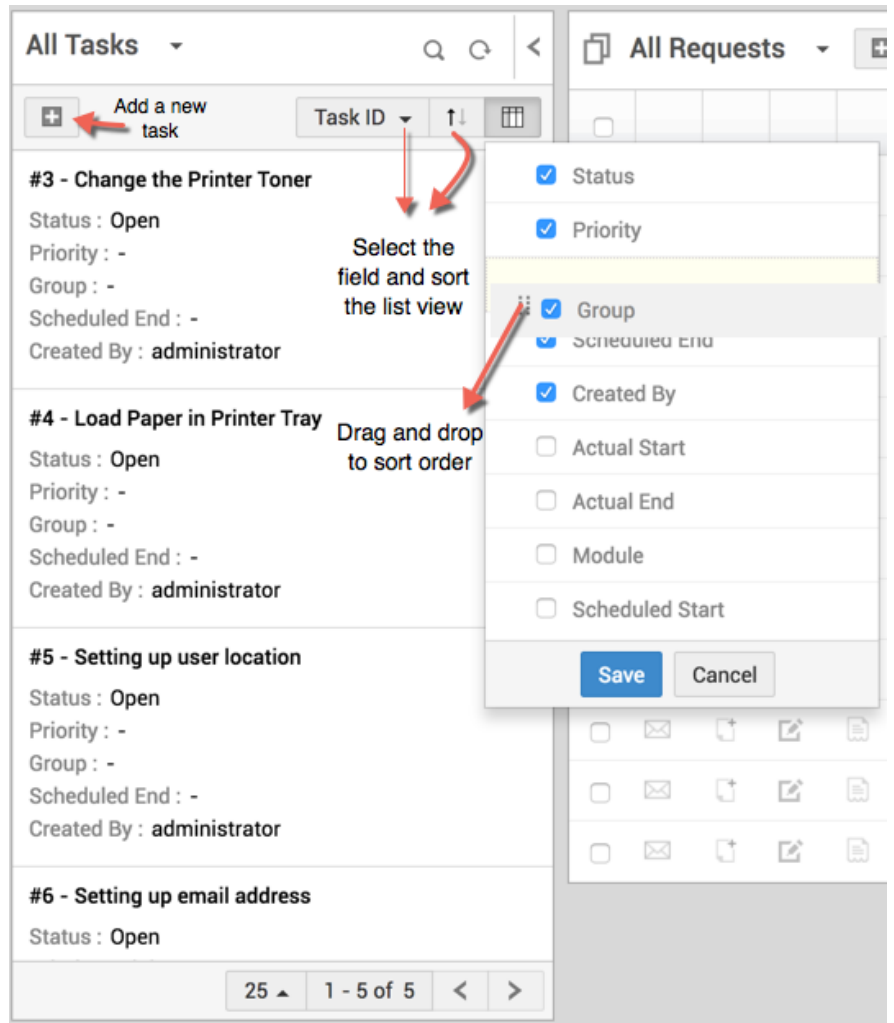 All Tasks
All Requests
Add a new
task
Task ID
#3 - Change the Printer Toner
Status : Open
Priority : -
Group : -
Scheduled End : -
Created By : administrator
Select the
field and sort
the list view
#4 - Load Paper in Printer Tray
Status : Open
Priority : -
Group : -
Scheduled End : -
Created By : administrator
Drag and drop
to sort order
#5 - Setting up user location
Status : Open
Priority : -
Group : -
Scheduled End : -
Created By : administrator
#6 - Setting up email address
Status : Open
25
1 - 5 of 5
Status
Priority
Group
Scheduled End
Created By
Actual Start
Actual End
Module
Scheduled Start
Save
Cancel